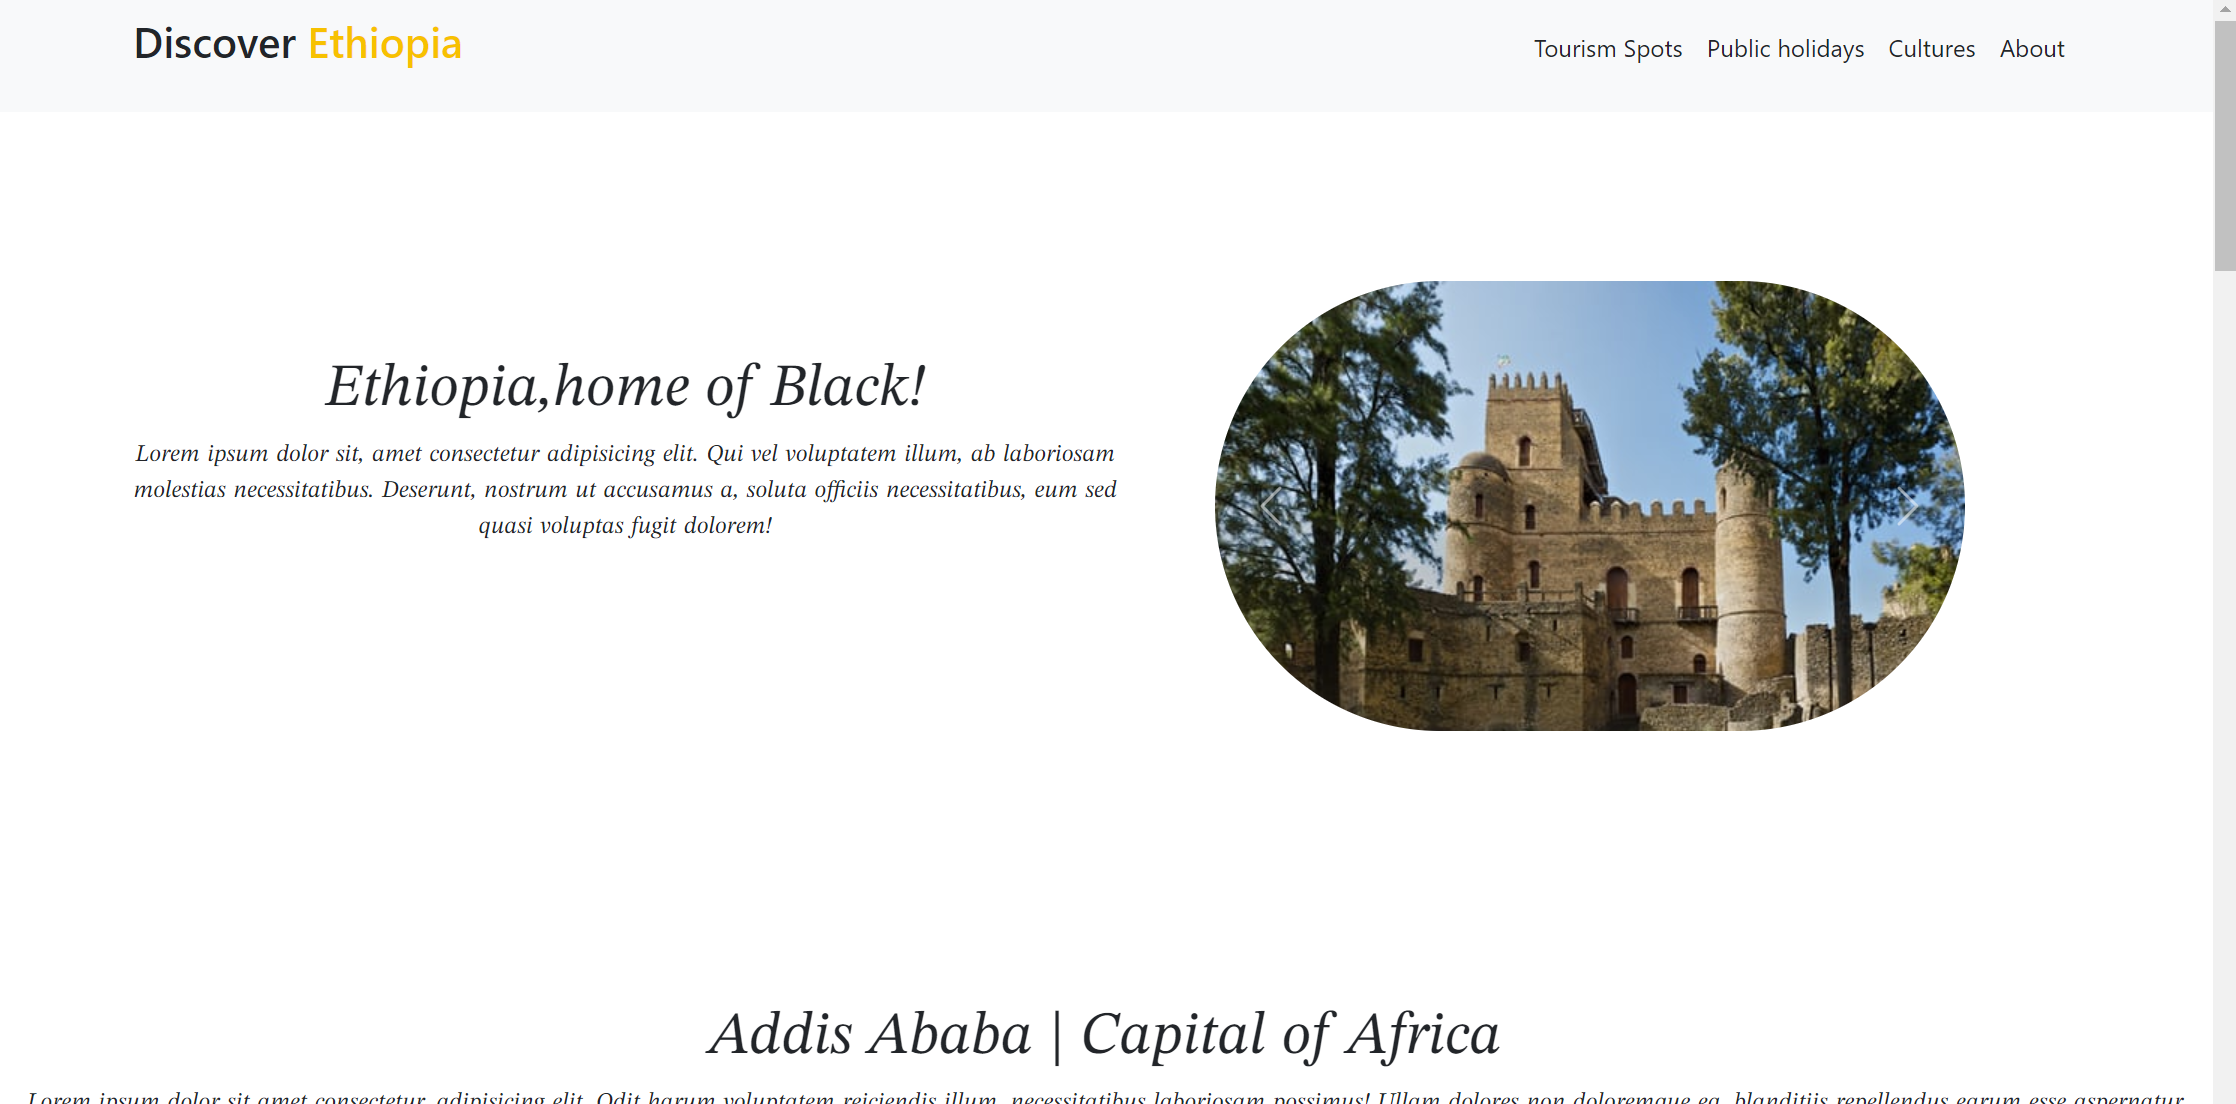 Discover Ethiopia
Tourism Spots Public holidays Cultures About
Ethiopia,home of Black!
Lorem ipsum dolor sit, amet consectetur adipisicing elit. Qui vel voluptatem illum, ab laboriosam
molestias necessitatibus. Deserunt, nostrum ut accusamus a, soluta officiis necessitatibus, eum sed
quasi voluptas fugit dolorem!
Addis Ababa | Capital of Africa
Lorem ipsum dolor sit amet consectetur, adipisicing elit. Odit harum voluptatem reiciendis illum, necessitatibus laboriosam possimus! Ullam dolores non doloremque ea, blanditiis repellendus earum esse aspernatur